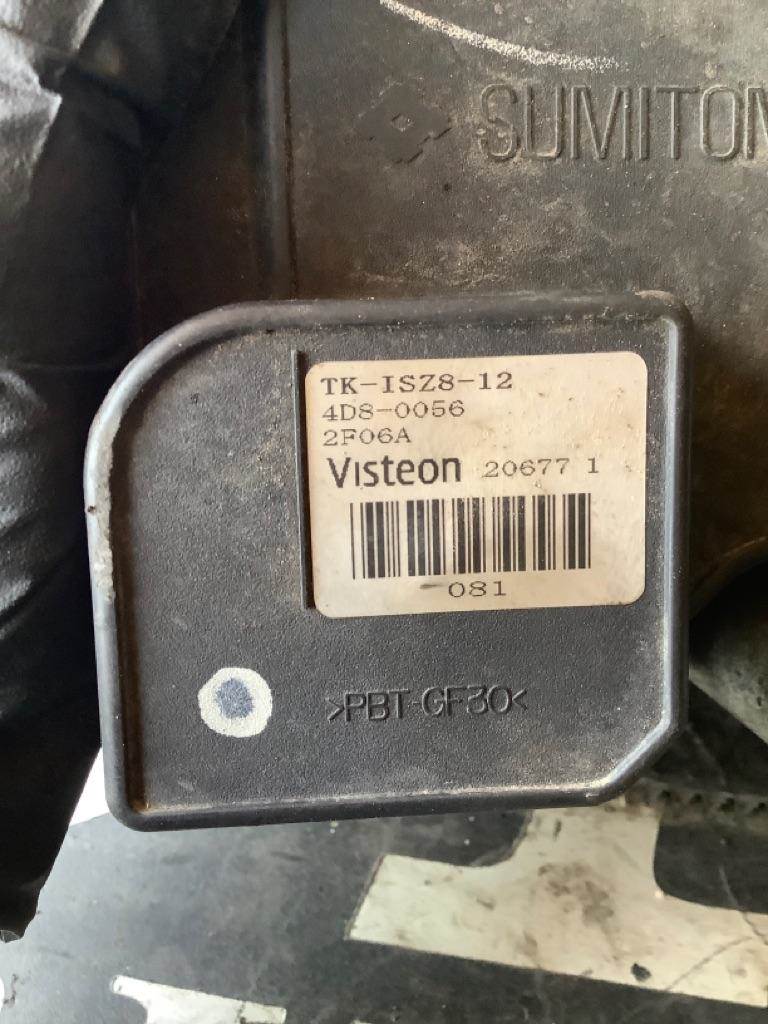 SUMITOM
TK-ISZ8-12
4D8-0056
2F06A
Visteon 20677 1
081
>PBT-GF30<